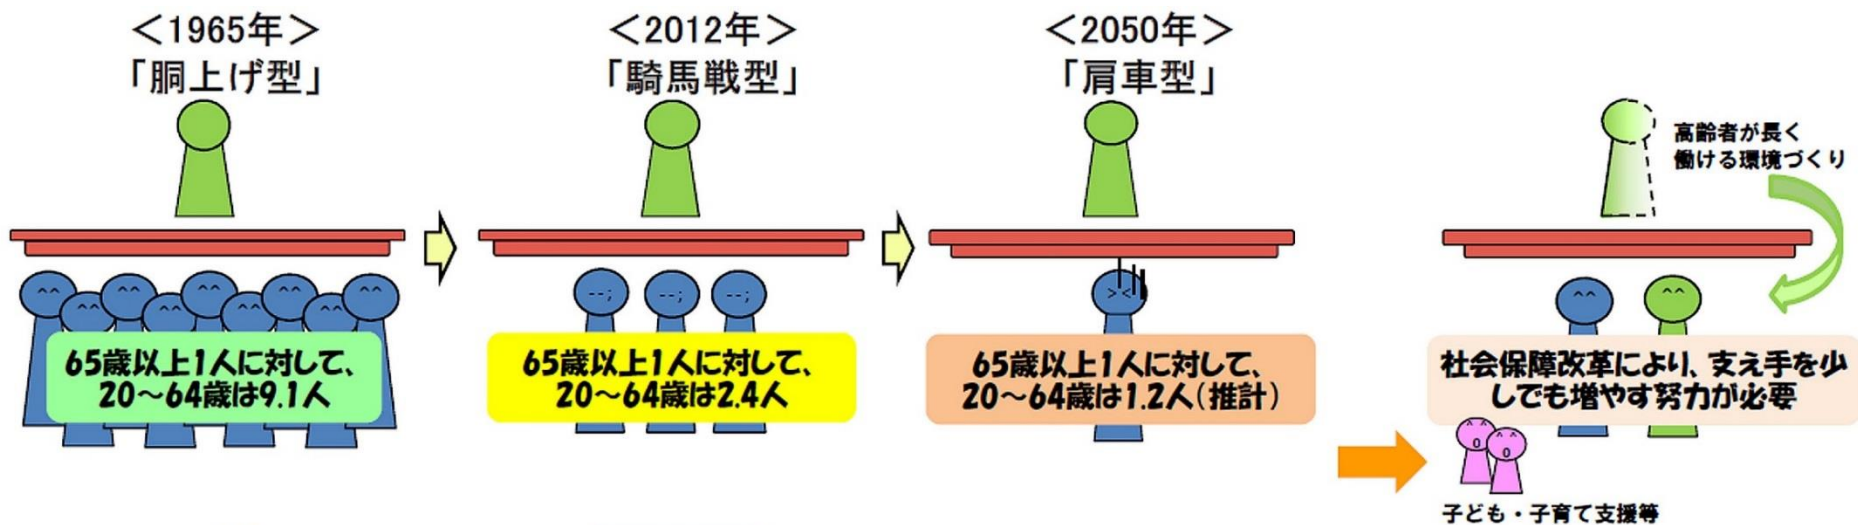 ＜1965年＞
「胴上げ型」
65歳以上1人に対して、
20～64歳は9.1人
＜2012年＞
「騎馬戦型」
65歳以上1人に対して、
20～64歳は2.4人
＜2050年＞
「肩車型」
65歳以上1人に対して、
20～64歳は1.2人(推計)
高齢者が長く
働ける環境づくり
社会保障改革により、支え手を少
しでも増やす努力が必要
子ども・子育て支援等